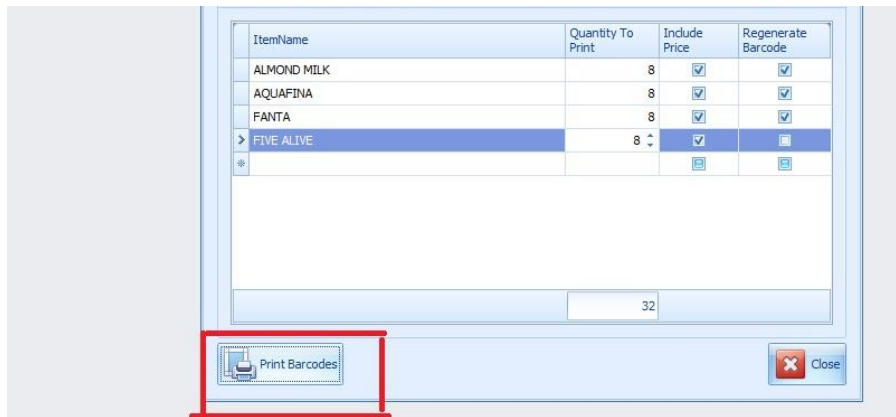 ItemName Quantity To Print Include Price Regenerate Barcode
ALMOND MILK 8
AQUAFINA 8
FANTA 8
FIVE ALIVE 8
32
Print Barcodes Close